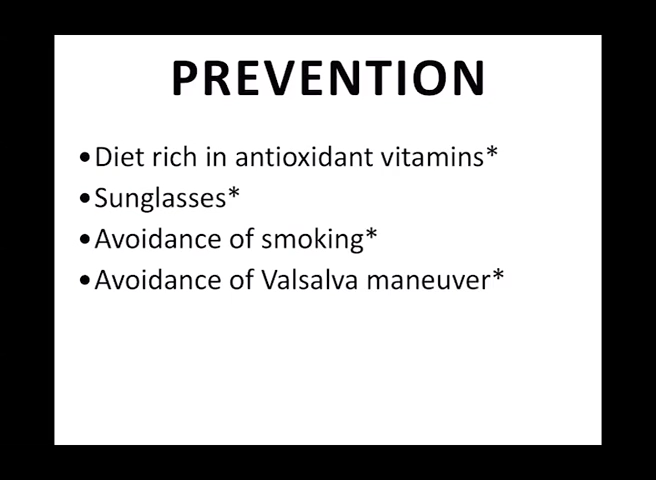 PREVENTION
•Diet rich in antioxidant vitamins*
•Sunglasses*
•Avoidance of smoking*
•Avoidance of Valsalva maneuver*